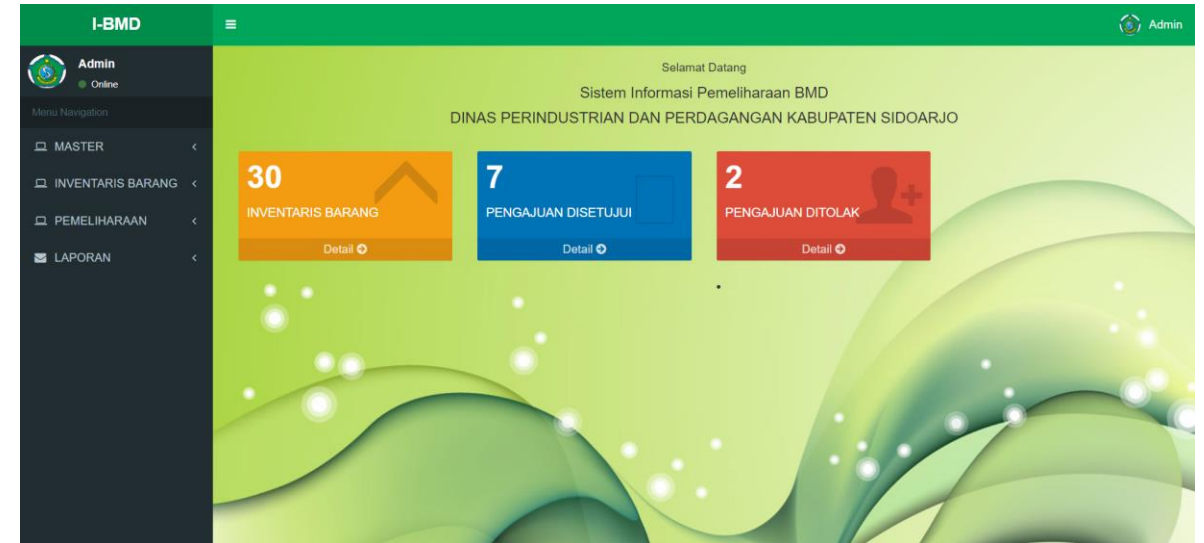 I-BMD
Admin
Admin
Online
Menu Navigation
MASTER
INVENTARIS BARANG
PEMELIHARAAN
LAPORAN
Selamat Datang
Sistem Informasi Pemeliharaan BMD
DINAS PERINDUSTRIAN DAN PERDAGANGAN KABUPATEN SIDOARJO
30
INVENTARIS BARANG
Detail
7
PENGAJUAN DISETUJUI
Detail
2
PENGAJUAN DITOLAK
Detail